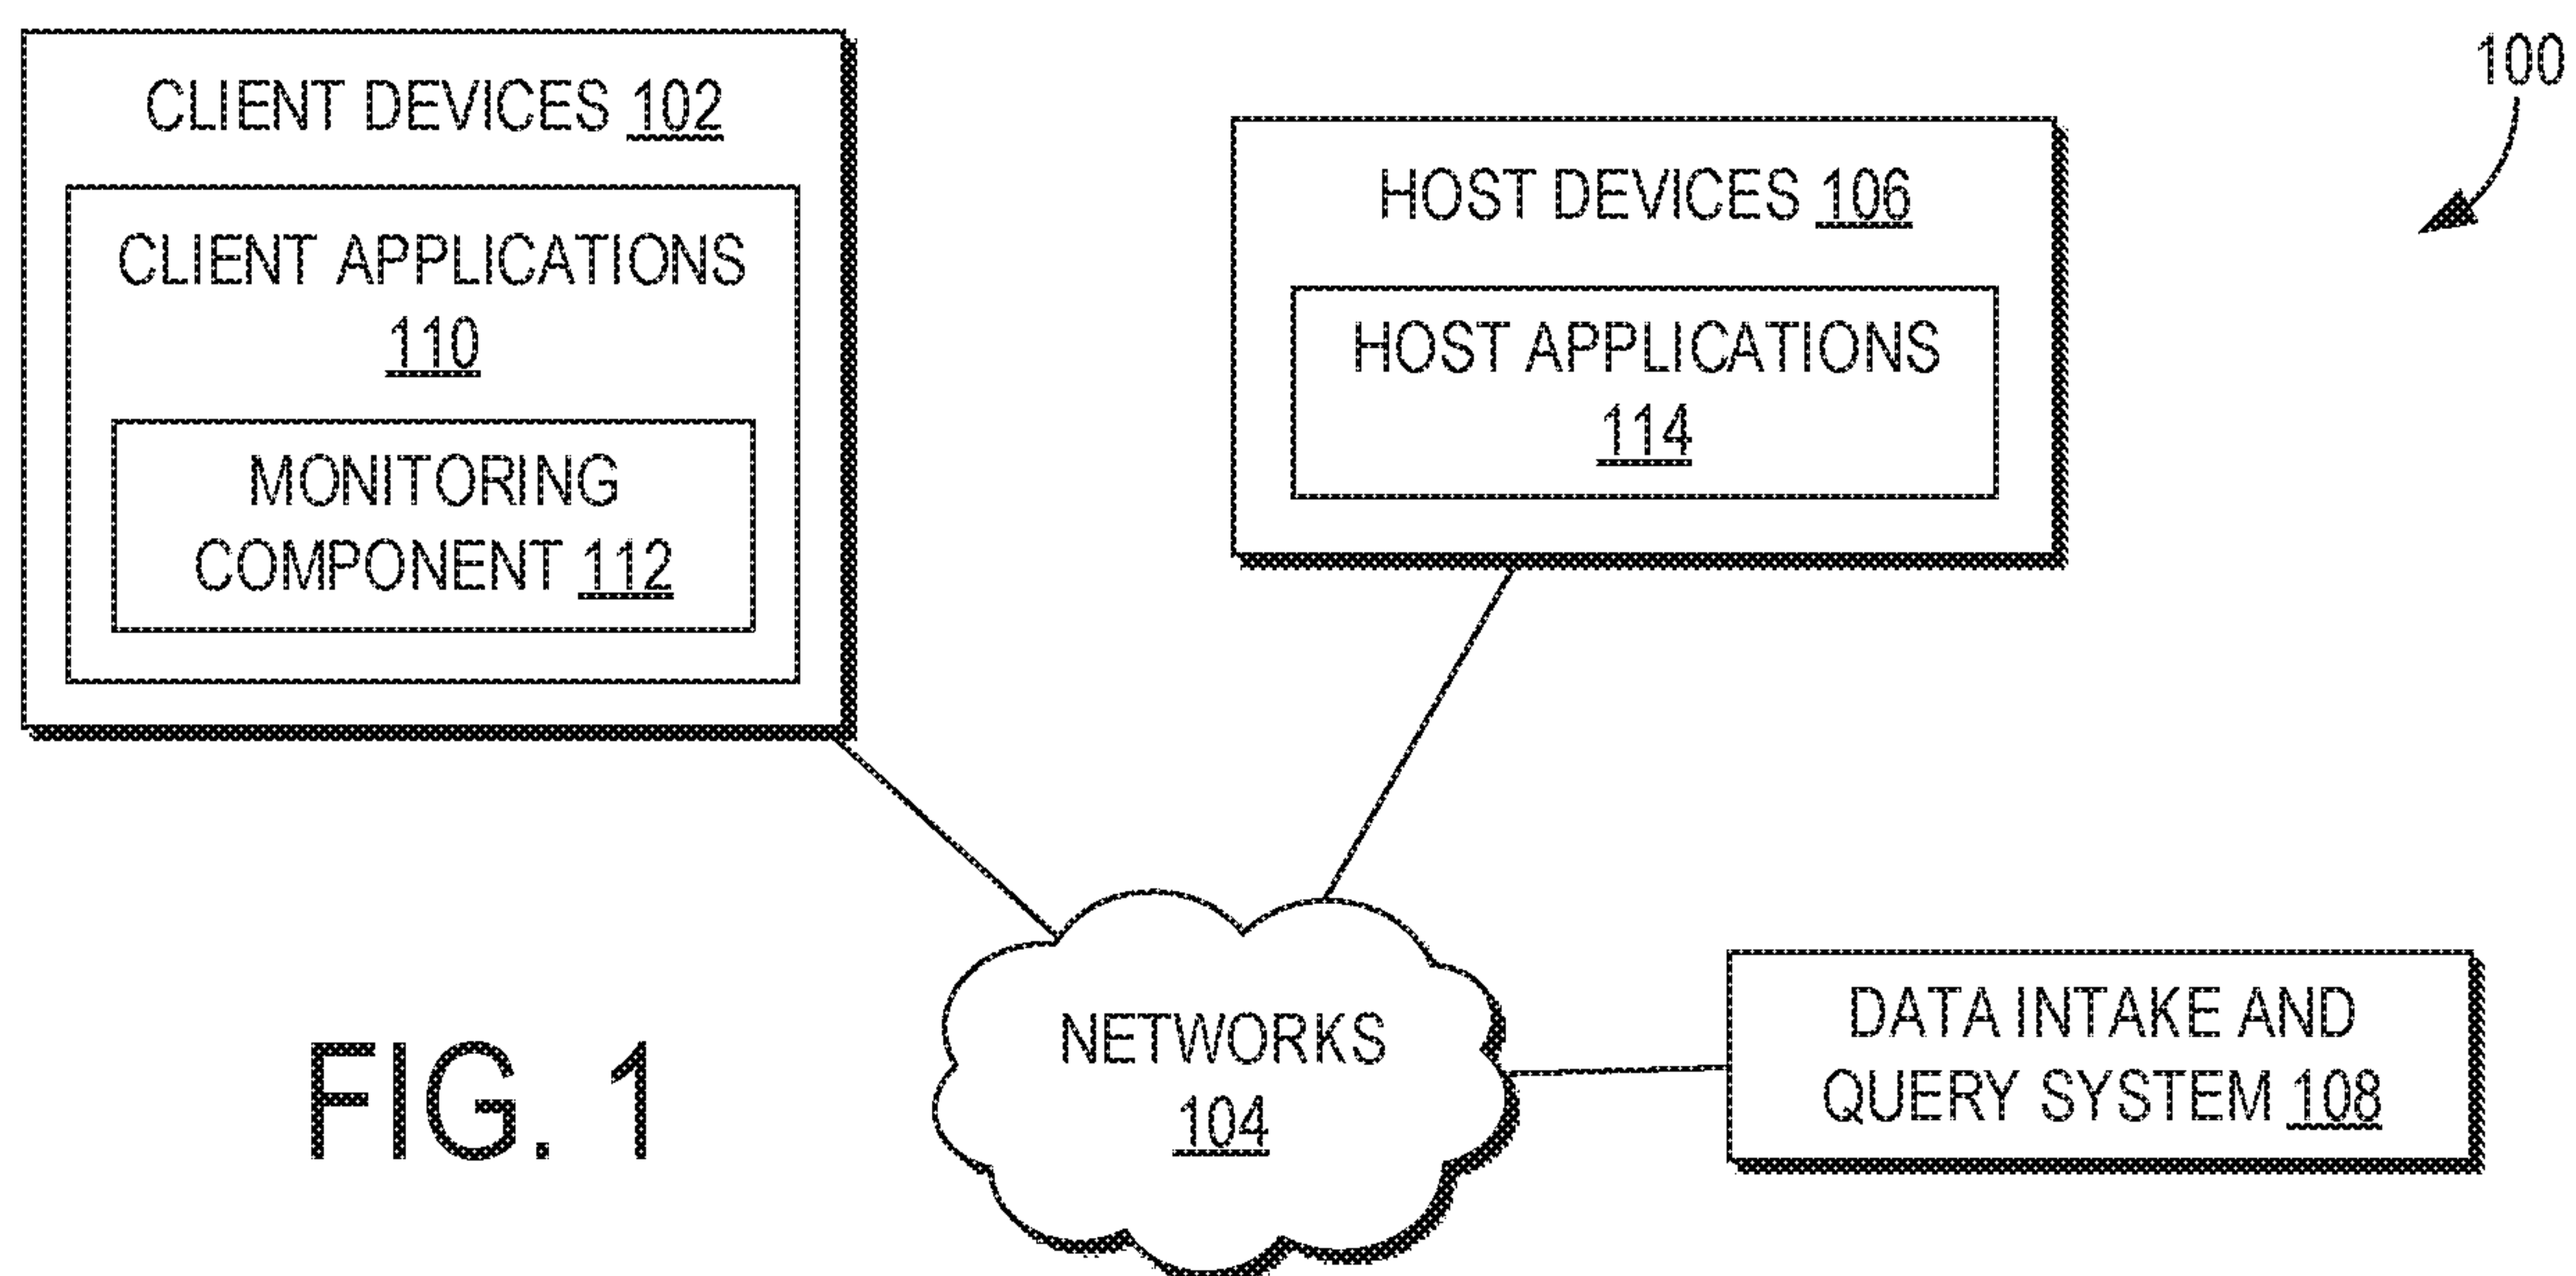 100
CLIENT DEVICES 102
CLIENT APPLICATIONS
110
MONITORING
COMPONENT 112
HOST DEVICES 106
HOST APPLICATIONS
114
NETWORKS
104
DATA INTAKE AND
QUERY SYSTEM 108
FIG. 1